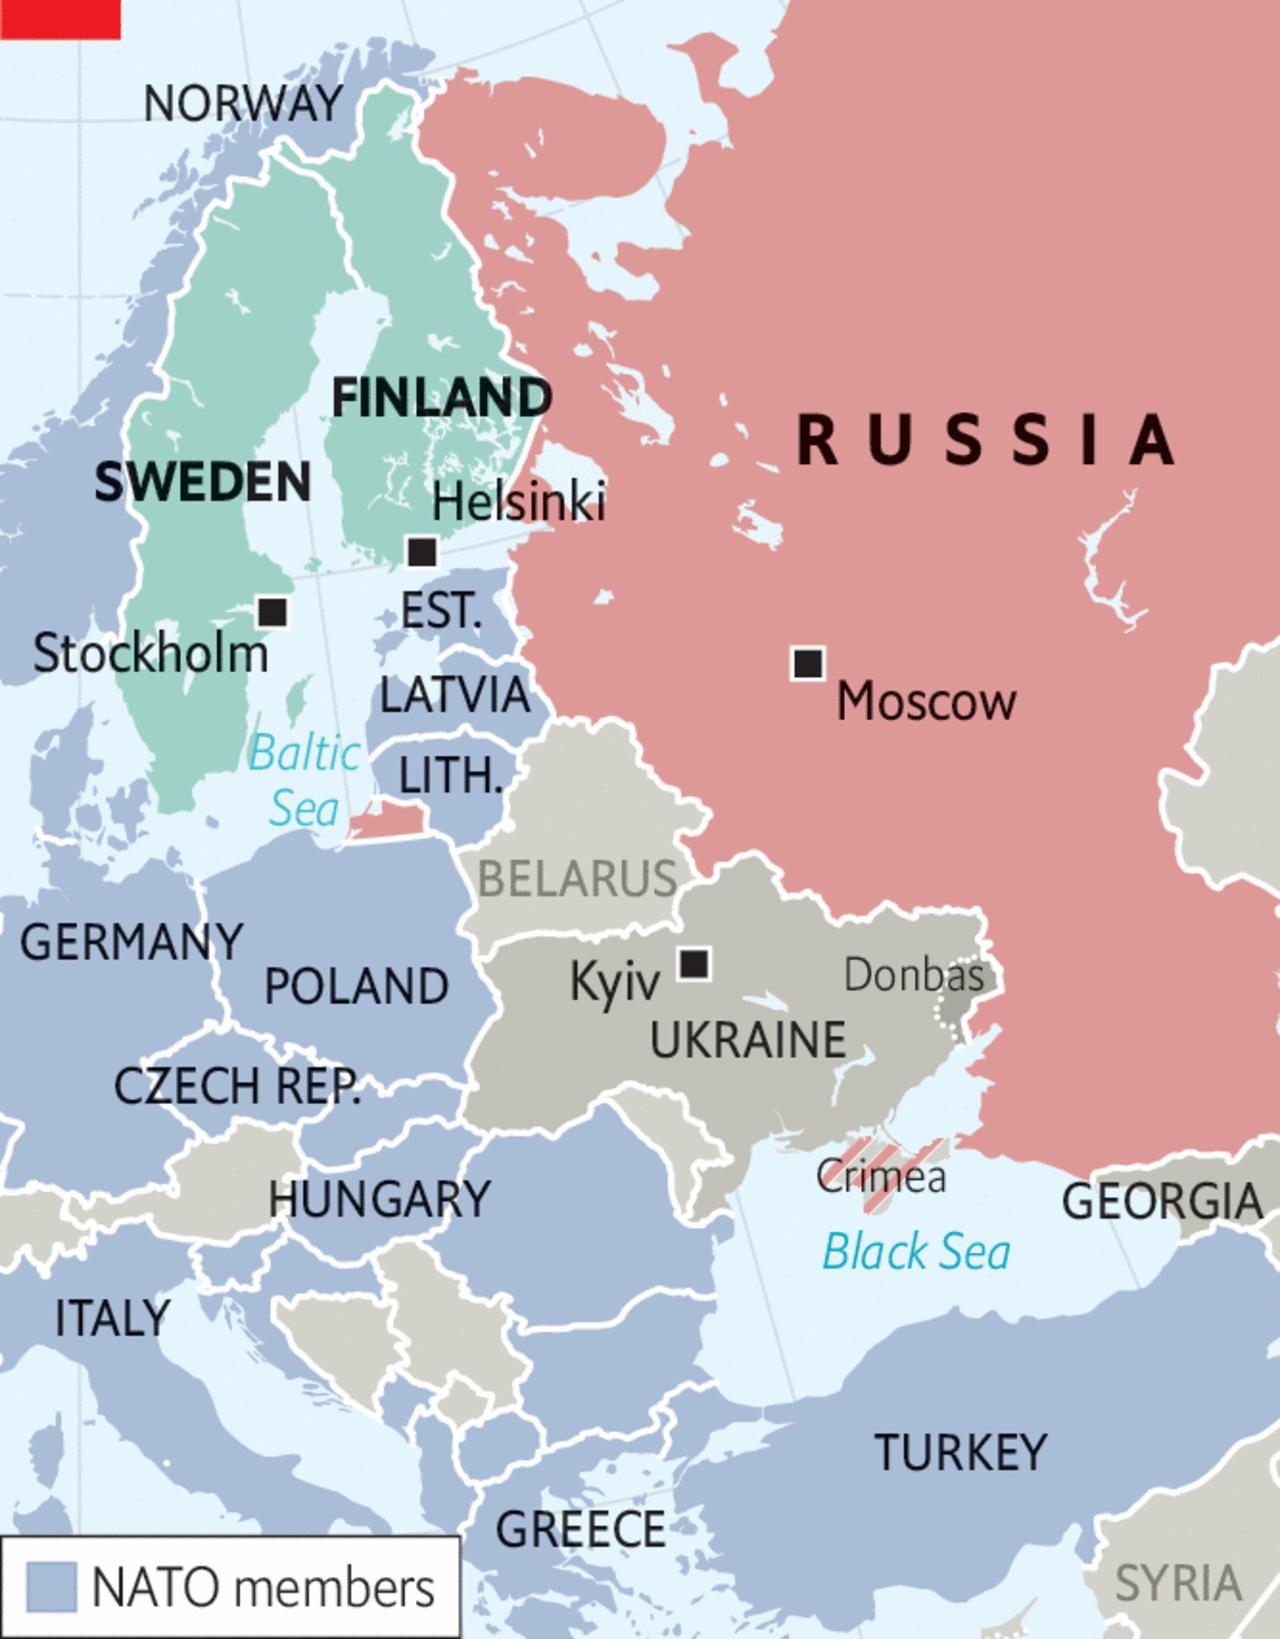 NORWAY
FINLAND
RUSSIA
SWEDEN
Helsinki
EST.
Stockholm
LATVIA
Moscow
Baltic
Sea
LITH.
BELARUS
GERMANY
POLAND
Kyiv
Donbas
UKRAINE
CZECH REP.
Crimea
HUNGARY
GEORGIA
Black Sea
ITALY
TURKEY
GREECE
SYRIA
NATO members